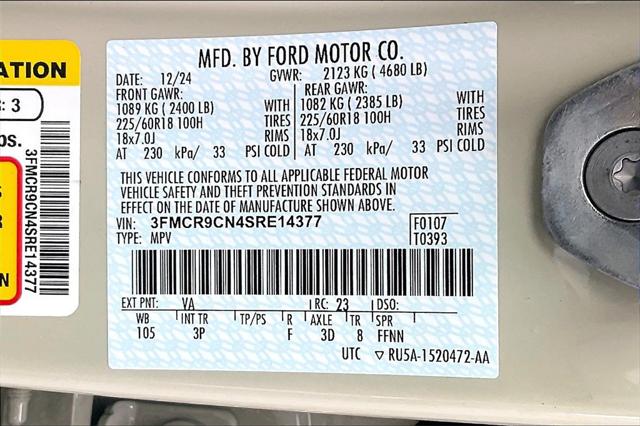 ATION
: 3
ps.
R
N
3FMCR9CN4SRE14377
MFD. BY FORD MOTOR CO.
DATE: 12/24 GVWR: 2123 KG ( 4680 LB)
FRONT GAWR: REAR GAWR:
1089 KG ( 2400 LB) WITH 1082 KG ( 2385 LB) WITH
225/60R18 100H TIRES 225/60R18 100H TIRES
18x7.0J RIMS 18x7.0J RIMS
AT 230 kPa/ 33 PSI COLD AT 230 kPa/ 33 PSI COLD
THIS VEHICLE CONFORMS TO ALL APPLICABLE FEDERAL MOTOR
VEHICLE SAFETY AND THEFT PREVENTION STANDARDS IN
EFFECT ON THE DATE OF MANUFACTURE SHOWN ABOVE.
VIN: 3FMCR9CN4SRE14377 F0107
TYPE: MPV T0393
EXT PNT: VA RC: 23 DSO:
WB INT TR TP/PS R AXLE TR SPR
105 3P F 3D 8 FFNN
UTC ▽ RU5A-1520472-AA